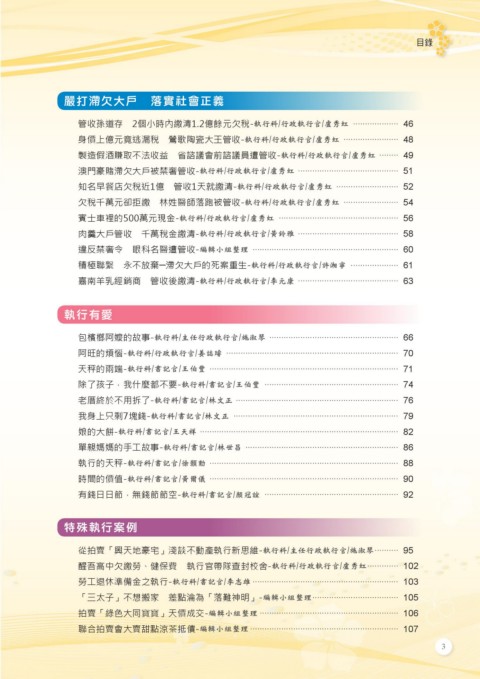 目錄
嚴打滯欠大戶 落實社會正義
管收孫道存 2個小時內繳清1.2億餘元欠稅-執行科/行政執行官/盧秀虹 46
身價上億元竟逃漏稅 鶯歌陶瓷大王管收-執行科/行政執行官/盧秀虹 48
製造假酒賺取不法收益 省諮議會前諮議員遭管收-執行科/行政執行官/盧秀虹 49
澳門豪賭滯欠大戶被禁奢管收-執行科/行政執行官/盧秀虹 51
知名早餐店欠稅近1億 管收1天就繳清-執行科/行政執行官/盧秀虹 52
欠稅千萬元卻拒繳 林姓醫師落跑被管收-執行科/行政執行官/盧秀虹 54
賓士車裡的500萬元現金-執行科/行政執行官/盧秀虹 56
肉羹大戶管收 千萬稅金繳清-執行科/行政執行官/黃鈴雅 58
違反禁奢令 眼科名醫遭管收-編輯小組整理 60
積極聯繫 永不放棄─滯欠大戶的死案重生-執行科/行政執行官/許湘寧 61
嘉南羊乳經銷商 管收後繳清-執行科/行政執行官/李元康 63
執行有愛
包檳榔阿嬤的故事-執行科/主任行政執行官/施淑琴 66
阿旺的煩惱-執行科/行政執行官/姜誌瑋 70
天秤的兩端-執行科/書記官/王伯豐 71
除了孩子，我什麼都不要-執行科/書記官/王伯豐 74
老厝終於不用拆了-執行科/書記官/林文正 76
我身上只剩7塊錢-執行科/書記官/林文正 79
娘的大餅-執行科/書記官/王天祥 82
單親媽媽的手工故事-執行科/書記官/林世昌 86
執行的天秤-執行科/書記官/徐振勳 88
時間的價值-執行科/書記官/黃爾儀 90
有錢日日節，無錢節節空-執行科/書記官/顏冠誼 92
特殊執行案例
從拍賣「興天地豪宅」淺談不動產執行新思維-執行科/主任行政執行官/施淑琴 95
醒吾高中欠繳勞、健保費 執行官帶隊查封校舍-執行科/行政執行官/盧秀虹 102
勞工退休準備金之執行-執行科/書記官/李志雄 103
「三太子」不想搬家 差點淪為「落難神明」-編輯小組整理 105
拍賣「綠色大同寶寶」天價成交-編輯小組整理 106
聯合拍賣會大賣甜點涼茶抵債-編輯小組整理 107
3